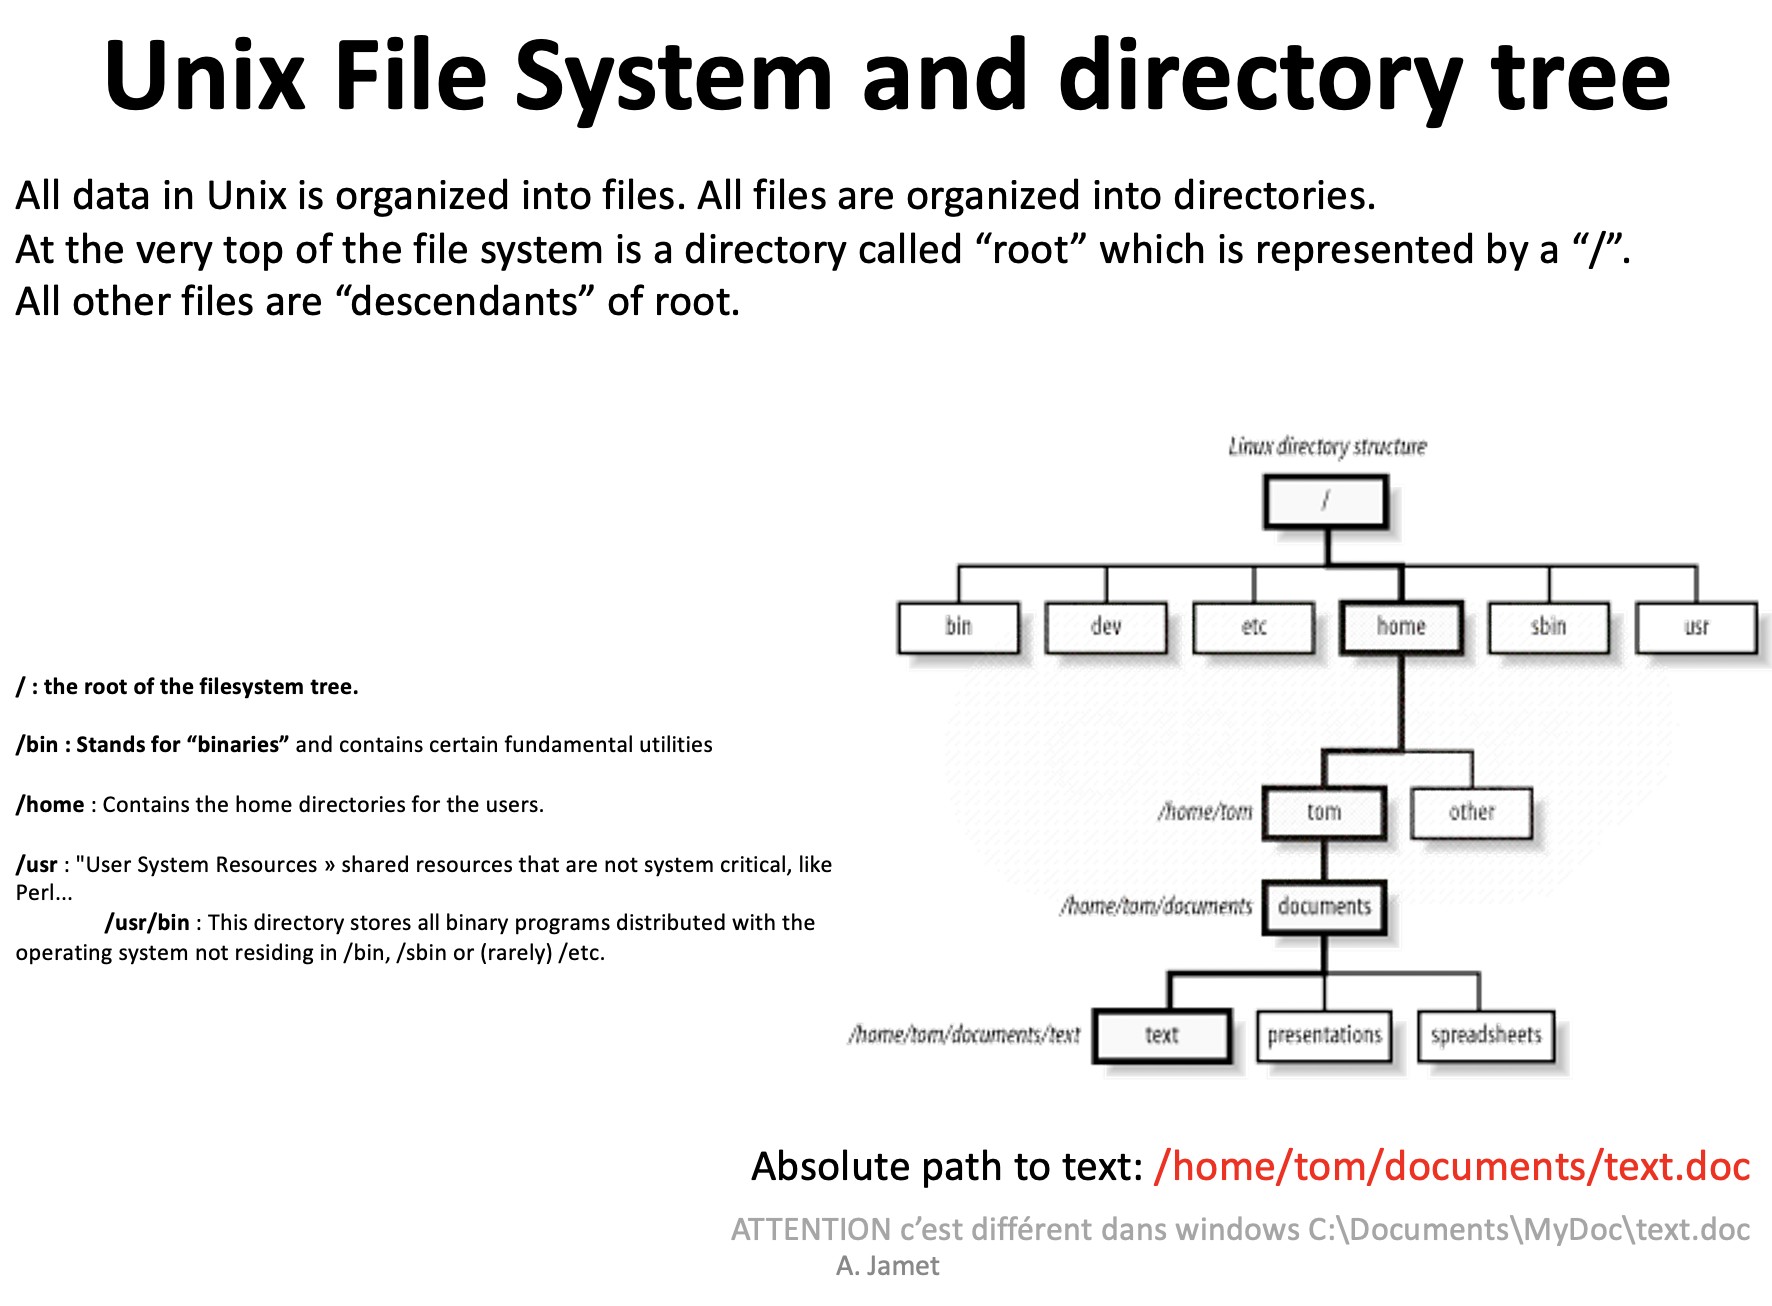 Unix File System and directory tree
All data in Unix is organized into files. All files are organized into directories.
At the very top of the file system is a directory called “root” which is represented by a “/”.
All other files are “descendants” of root.
Linux directory structure
/
bin dev etc home sbin usr
/ : the root of the filesystem tree.
/bin : Stands for “binaries” and contains certain fundamental utilities
/home : Contains the home directories for the users.
/usr : "User System Resources » shared resources that are not system critical, like
Perl...
/usr/bin : This directory stores all binary programs distributed with the
operating system not residing in /bin, /sbin or (rarely) /etc.
/home/tom tom other
/home/tom/documents documents
/home/tom/documents/text text presentations spreadsheets
Absolute path to text: /home/tom/documents/text.doc
ATTENTION c’est différent dans windows C:\Documents\MyDoc\text.doc
A. Jamet